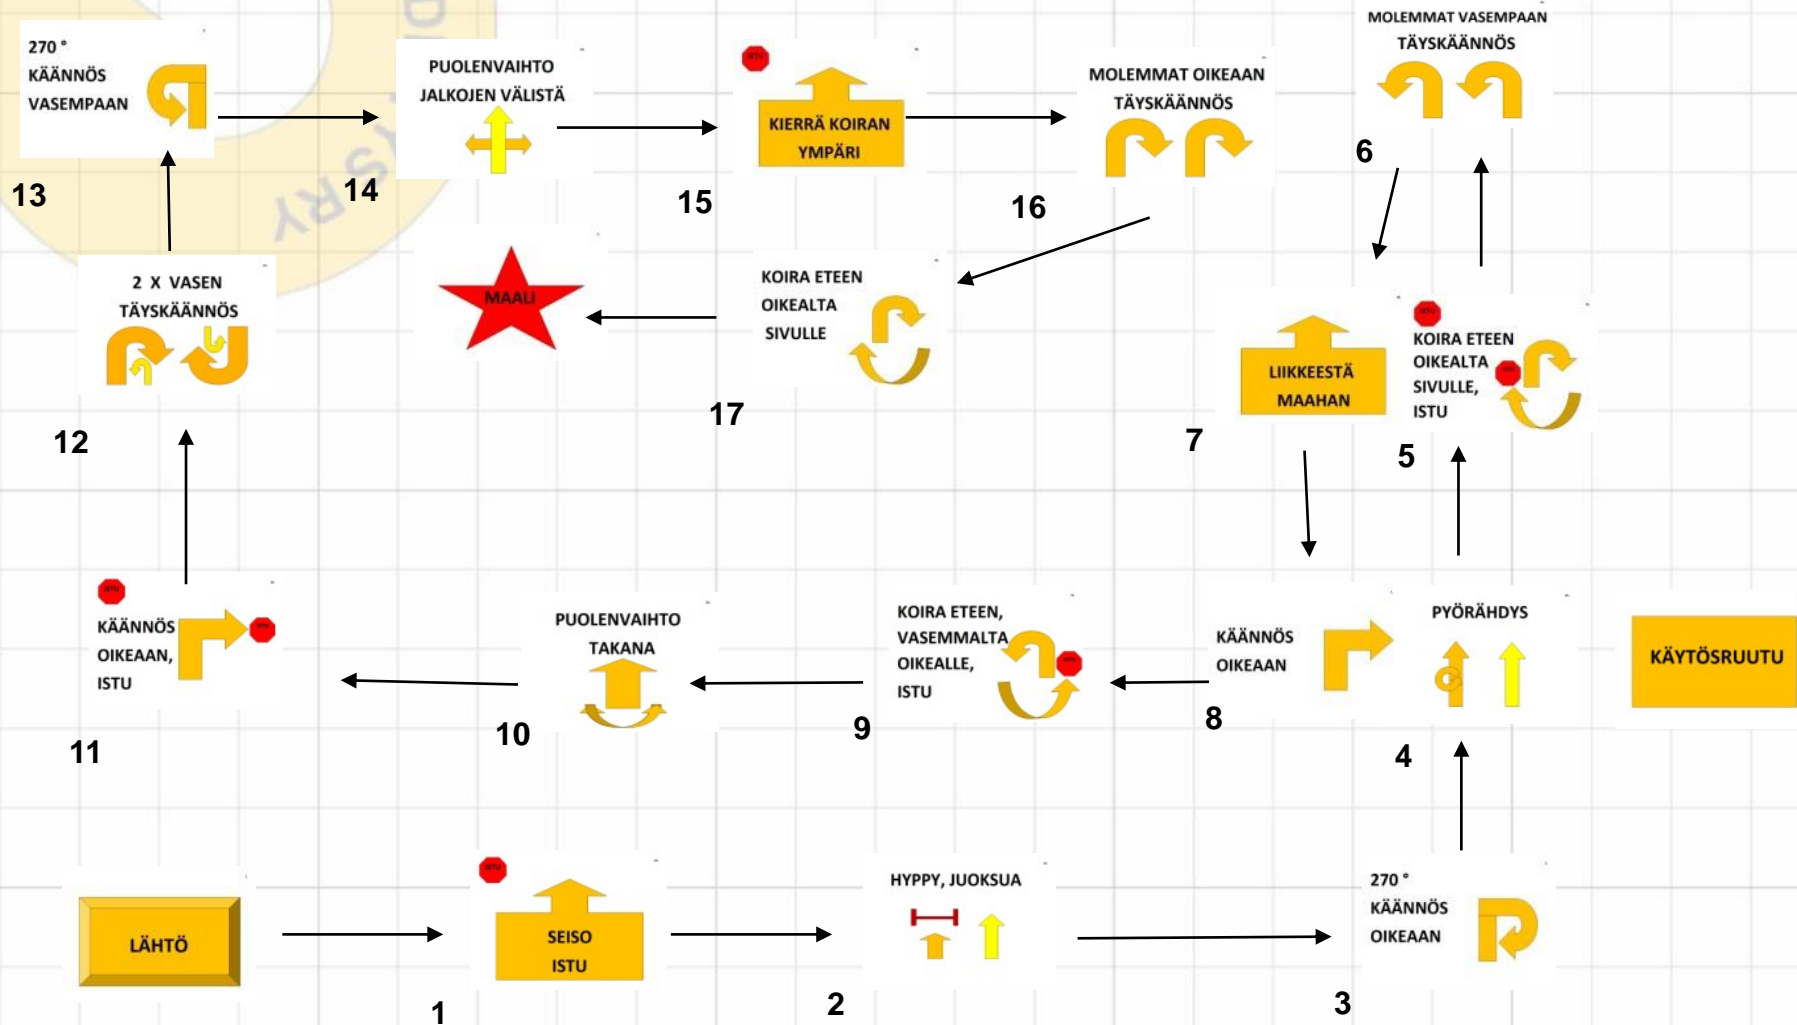 270 °
KÄÄNNÖS
VASEMPAAN
13
PUOLENVAIHTO
JALKOJEN VÄLISTÄ
14
KIERRÄ KOIRAN
YMPÄRI
15
MOLEMMAT OIKEAAN
TÄYSKÄÄNNÖS
16
MOLEMMAT VASEMPAAN
TÄYSKÄÄNNÖS
6
SRY
2 X VASEN
TÄYSKÄÄNNÖS
12
MAALI
KOIRA ETEEN
OIKEALTA
SIVULLE
17
LIIKKEESTÄ
MAAHAN
7
KOIRA ETEEN
OIKEALTA
SIVULLE,
ISTU
5
KÄÄNNÖS
OIKEAAN,
ISTU
11
PUOLENVAIHTO
TAKANA
10
KOIRA ETEEN,
VASEMMALTA
OIKEALLE,
ISTU
9
KÄÄNNÖS
OIKEAAN
8
PYÖRÄHDYS
4
KÄYTÖSRUUTU
LÄHTÖ
SEISO
ISTU
1
HYPPY, JUOKSUA
2
270 °
KÄÄNNÖS
OIKEAAN
3